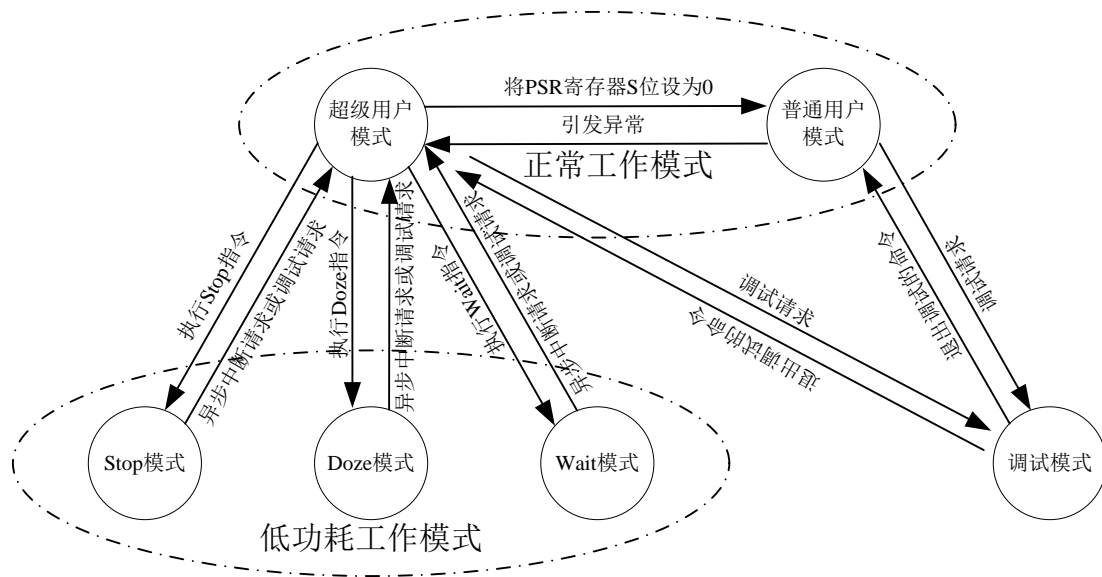 超级用户
模式
将PSR寄存器S位设为0
引发异常
普通用户
模式
正常工作模式
执行Stop指令
异步中断请求或调试请求
执行Doze指令
异步中断请求或调试请求
执行Wait指令
异步中断请求或调试请求
调试请求
退出调试的命令
退出调试的命令
调试请求
Stop模式
Doze模式
Wait模式
调试模式
低功耗工作模式